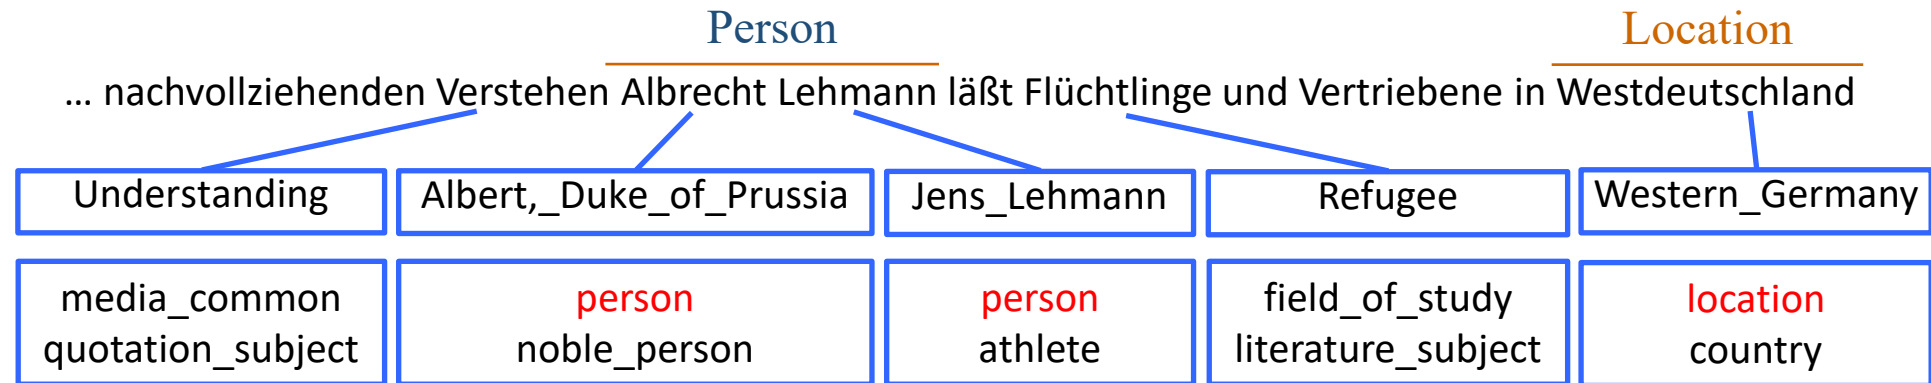 Person Location
... nachvollziehenden Verstehen Albrecht Lehmann läßt Flüchtlinge und Vertriebene in Westdeutschland
Understanding Albert,_Duke_of_Prussia Jens_Lehmann Refugee Western_Germany
media_common person person field_of_study location
quotation_subject noble_person athlete literature_subject country